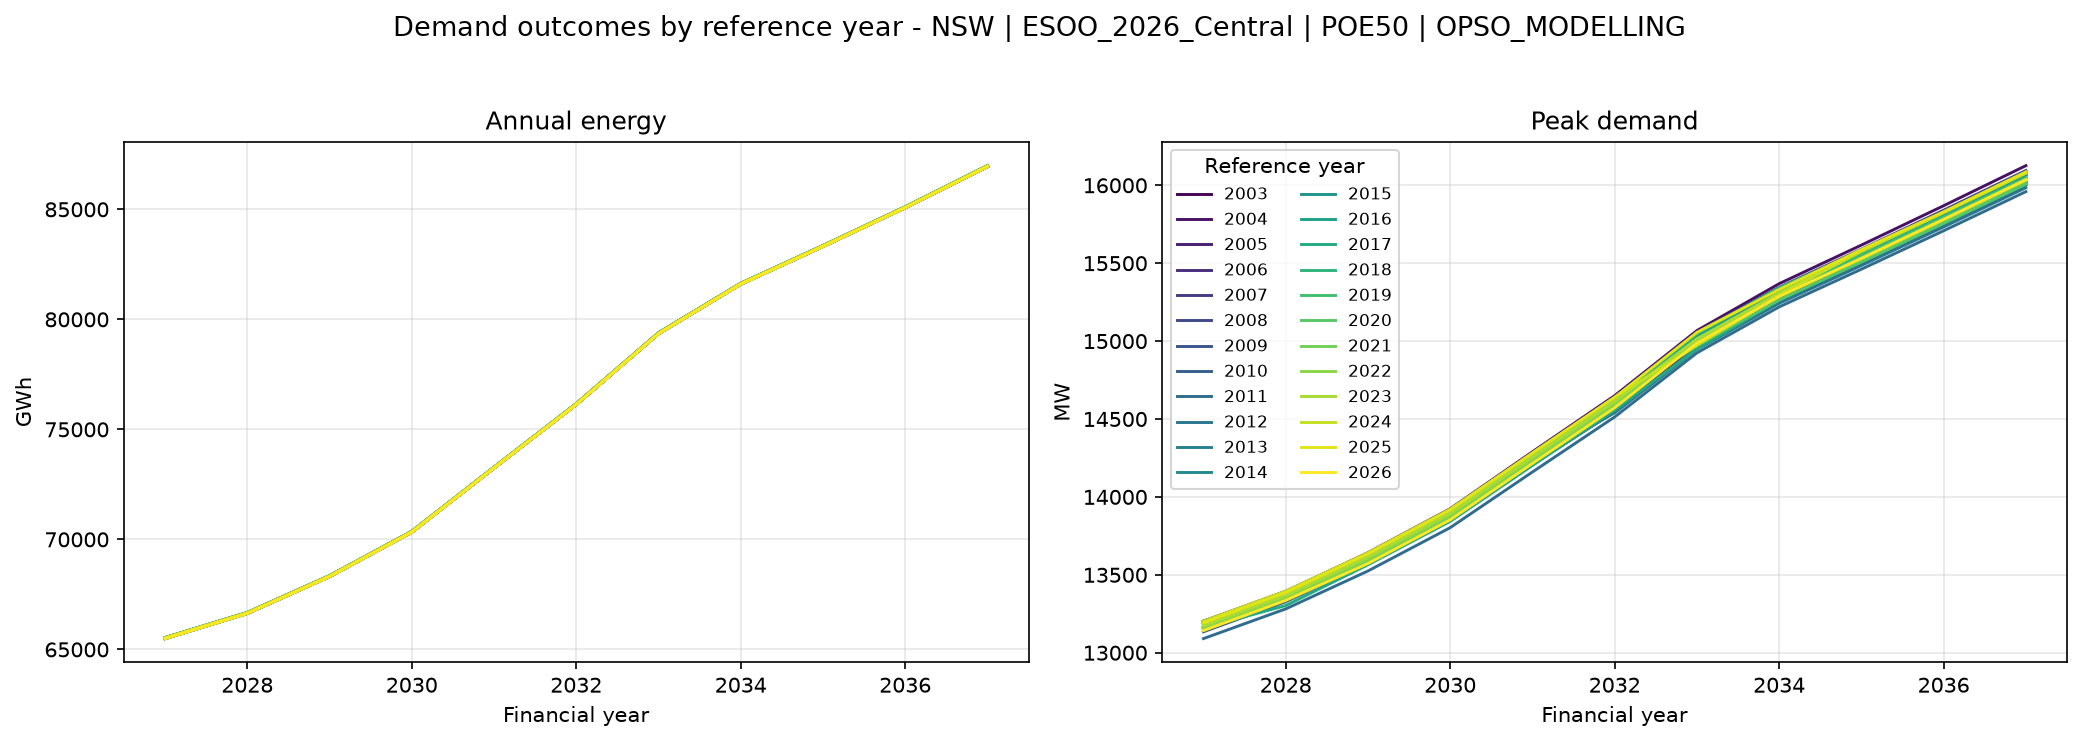 Demand outcomes by reference year - NSW | ESOO_2026_Central | POE50 | OPSO_MODELLING
Annual energy
GWh
85000
80000
75000
70000
65000
2028 2030 2032 2034 2036
Financial year
Peak demand
MW
16000
15500
15000
14500
14000
13500
13000
Reference year
2003 2015
2004 2016
2005 2017
2006 2018
2007 2019
2008 2020
2009 2021
2010 2022
2011 2023
2012 2024
2013 2025
2014 2026
2028 2030 2032 2034 2036
Financial year